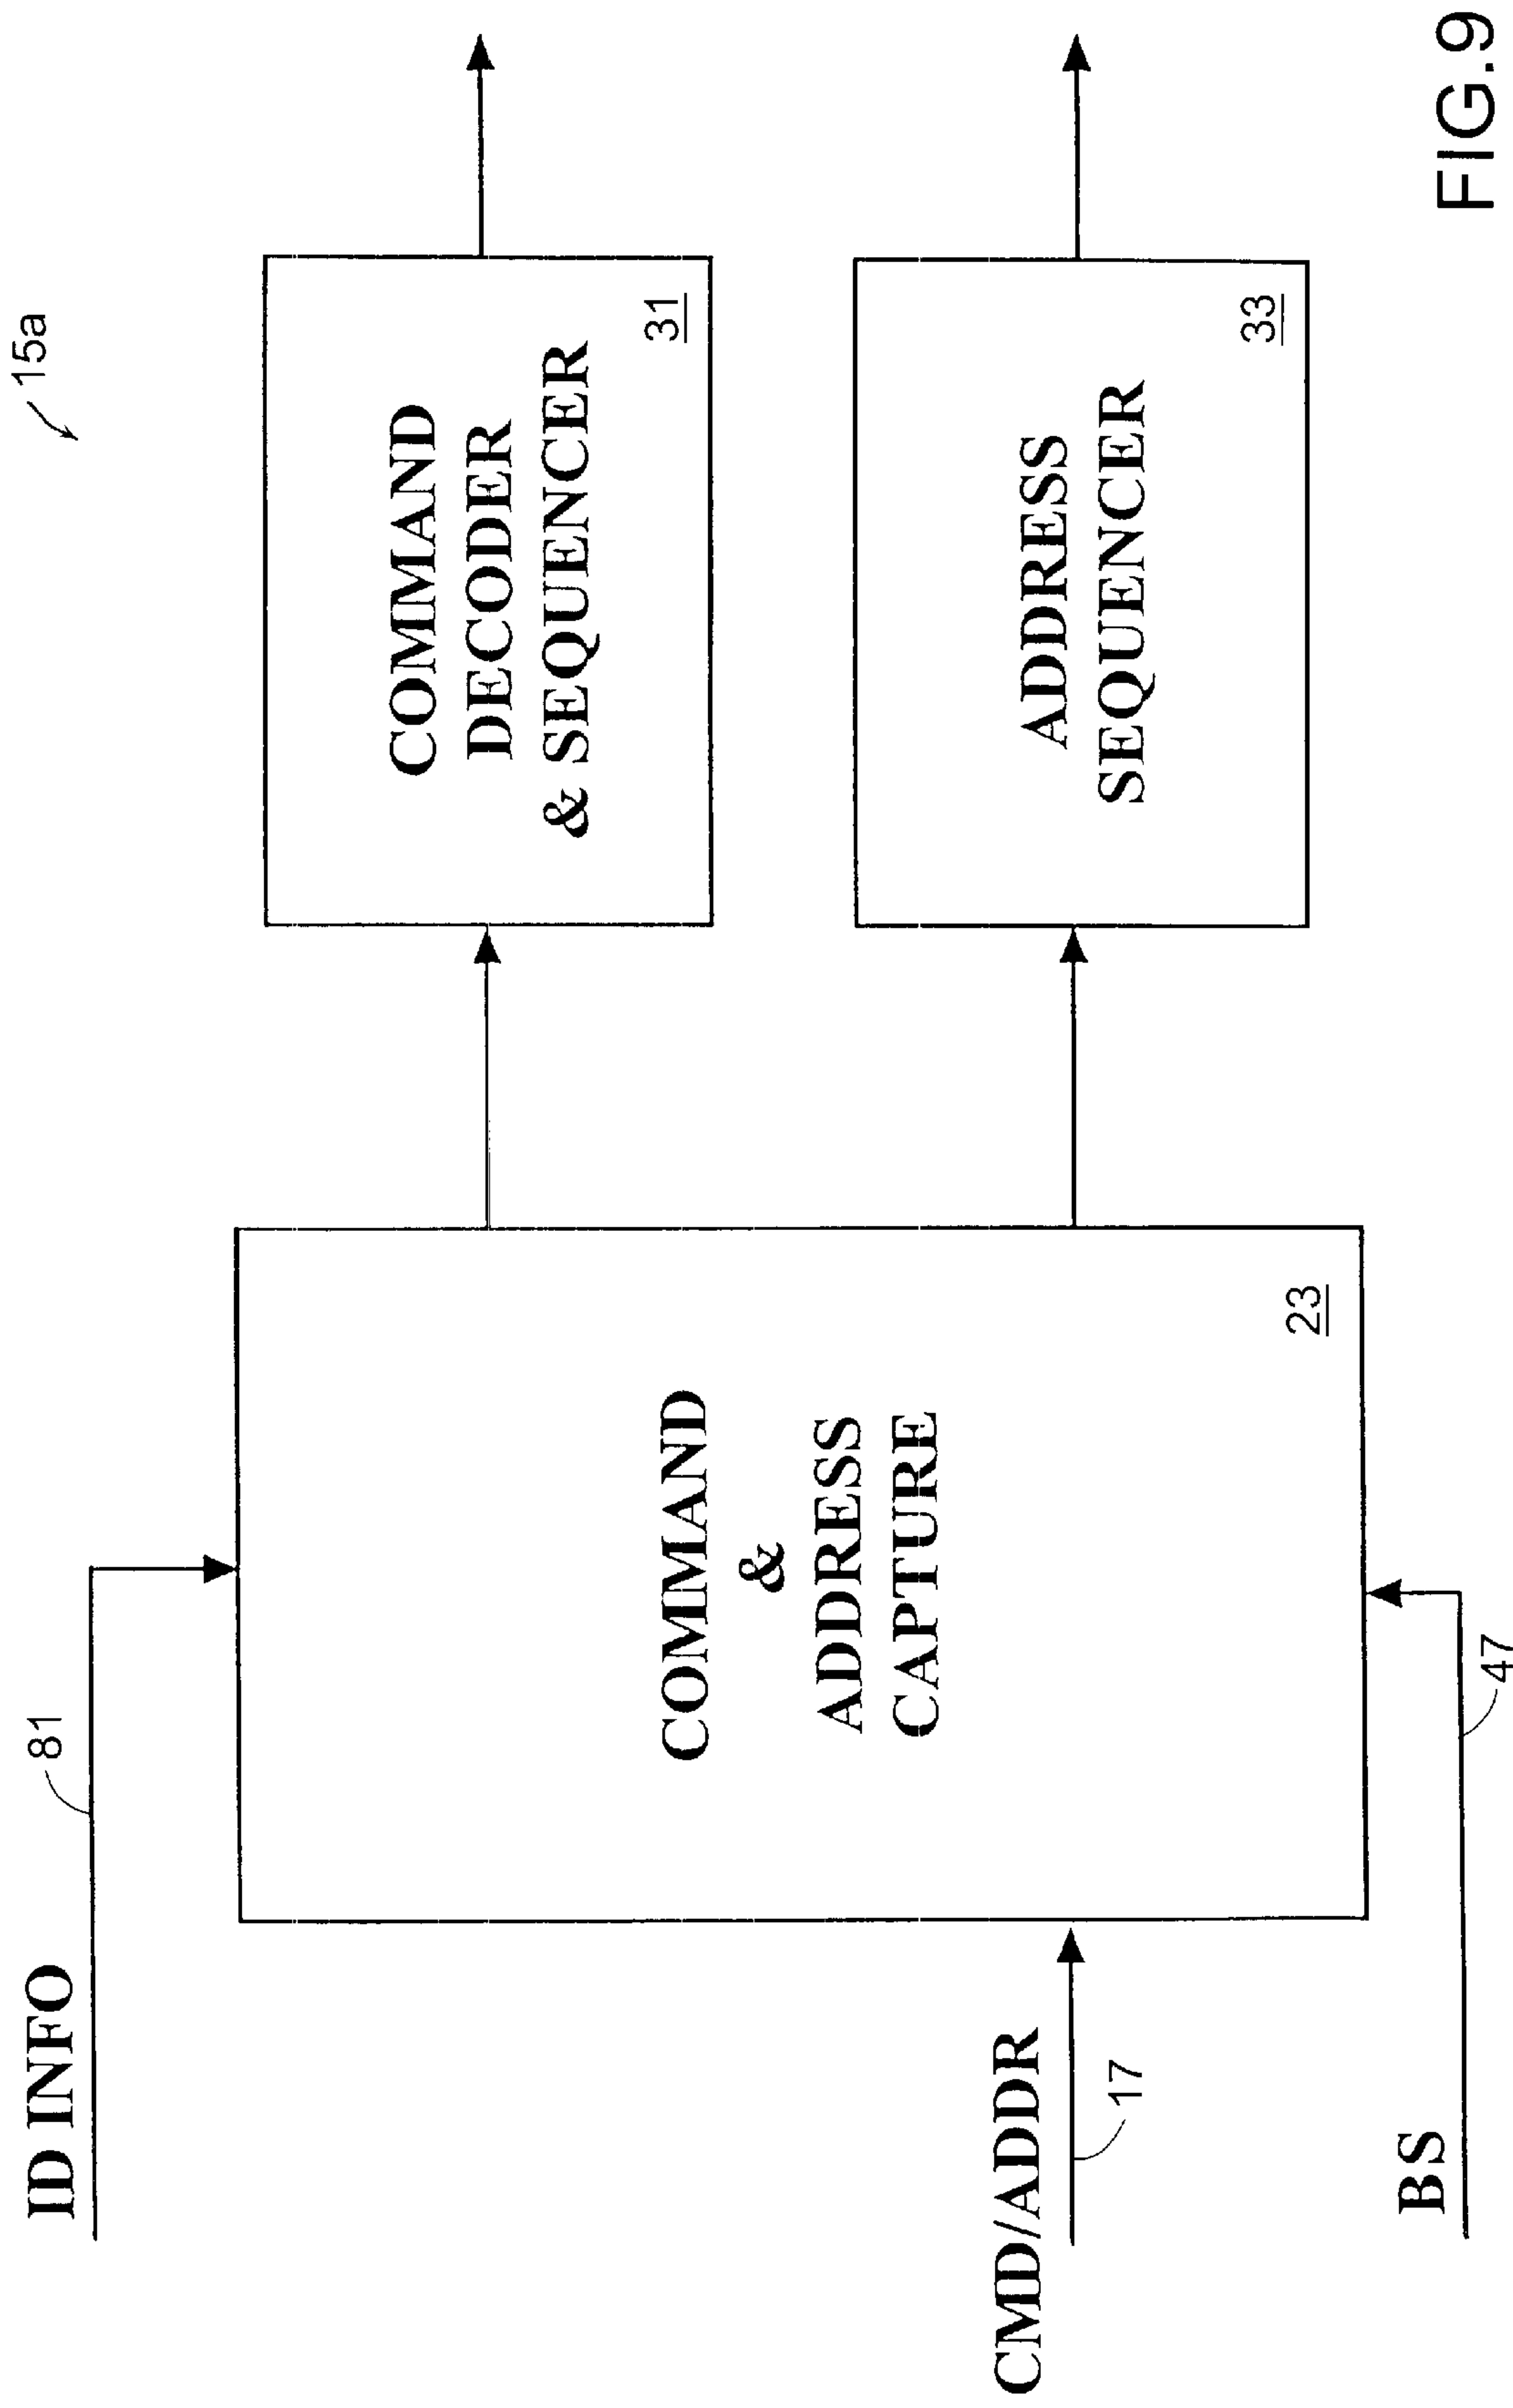 15a
ID INFO
81
COMMAND
DECODER
& SEQUENCER
31
COMMAND
&
ADDRESS
CAPTURE
23
CMD/ADDR
17
ADDRESS
SEQUENCER
33
BS
47
FIG.9